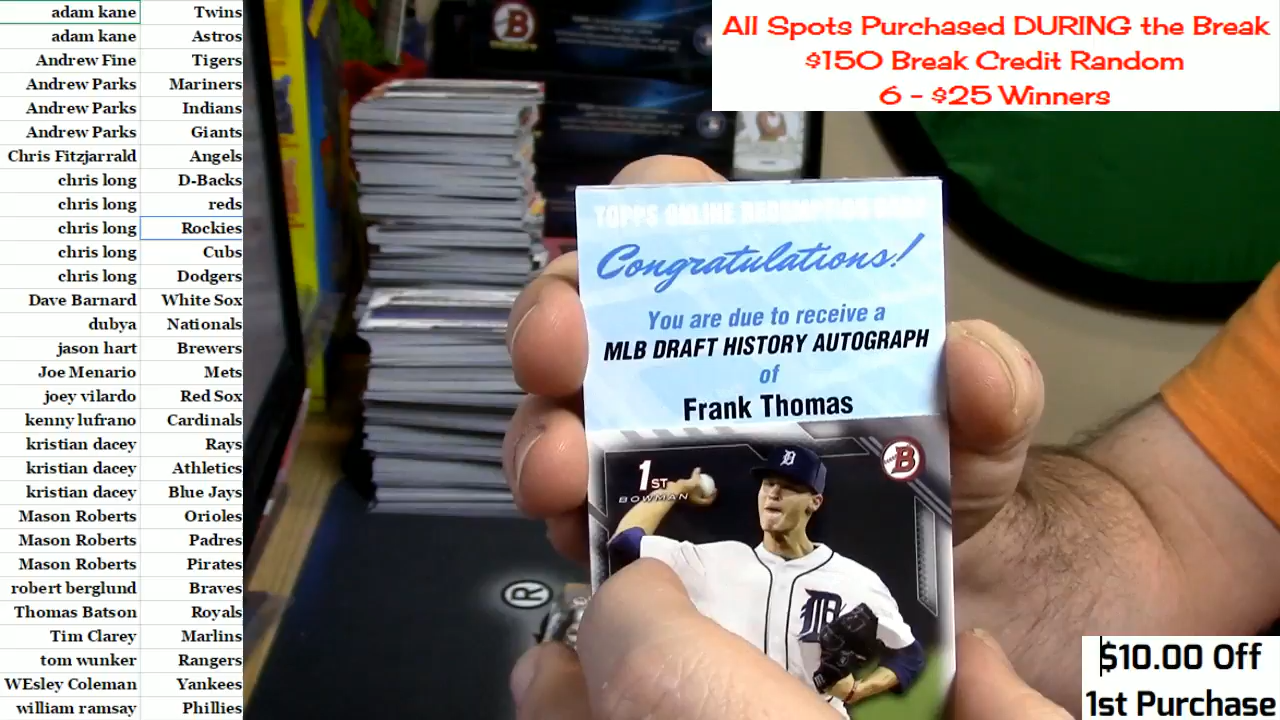 adam kane Twins
adam kane Astros
Andrew Fine Tigers
Andrew Parks Mariners
Andrew Parks Indians
Andrew Parks Giants
Chris Fitzjarrald Angels
chris long D-Backs
chris long reds
chris long Rockies
chris long Cubs
chris long Dodgers
Dave Barnard White Sox
dubya Nationals
jason hart Brewers
Joe Menario Mets
joey vilardo Red Sox
kenny lufrano Cardinals
kristian dacey Rays
kristian dacey Athletics
kristian dacey Blue Jays
Mason Roberts Orioles
Mason Roberts Padres
Mason Roberts Pirates
robert berglund Braves
Thomas Batson Royals
Tim Clarey Marlins
tom wunker Rangers
WEsley Coleman Yankees
william ramsay Phillies
All Spots Purchased DURING the Break
$150 Break Credit Random
6 - $25 Winners
TOPPS ONLINE REDEMPTION CARD
Congratulations!
You are due to receive a
MLB DRAFT HISTORY AUTOGRAPH
of
Frank Thomas
1ST
BOWMAN
B
D
D
B
R
$10.00 Off
1st Purchase